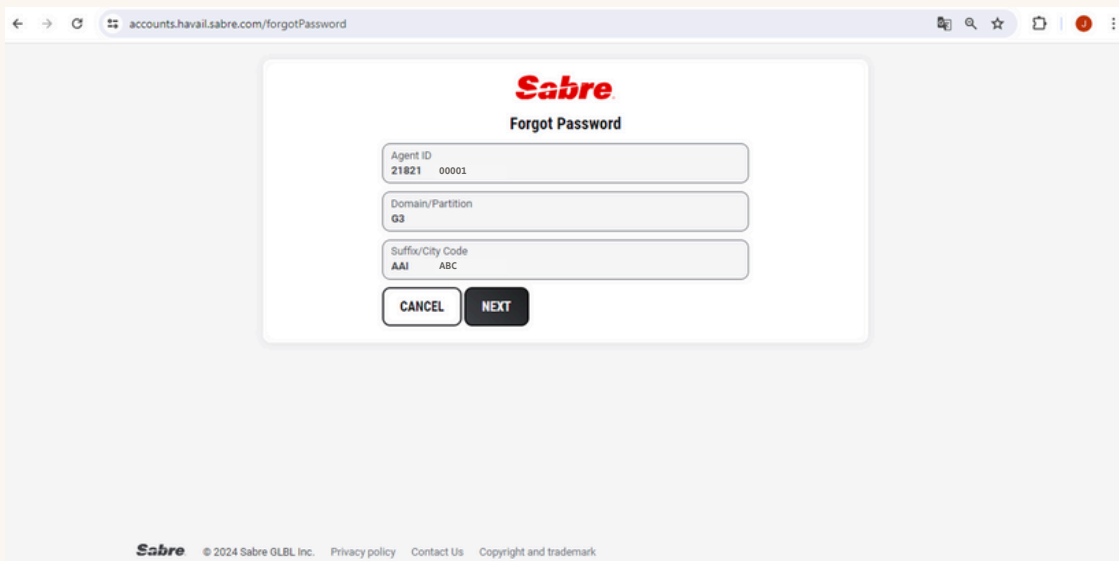 accounts.havail.sabre.com/forgotPassword
J
Sabre
Forgot Password
Agent ID
21821 00001
Domain/Partition
G3
Suffix/City Code
AAI ABC
CANCEL NEXT
Sabre © 2024 Sabre GLBL Inc. Privacy policy Contact Us Copyright and trademark